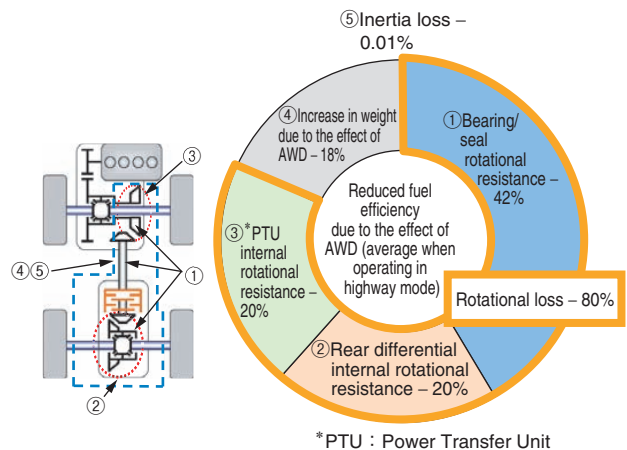 ⑤Inertia loss –
0.01%
④Increase in weight
due to the effect of
AWD – 18%
①Bearing/
seal
rotational
resistance –
42%
Reduced fuel
efficiency
due to the effect of
AWD (average when
operating in
highway mode)
③*PTU
internal
rotational
resistance –
20%
Rotational loss – 80%
②Rear differential
internal rotational
resistance – 20%
*PTU : Power Transfer Unit
③
④⑤
①
②